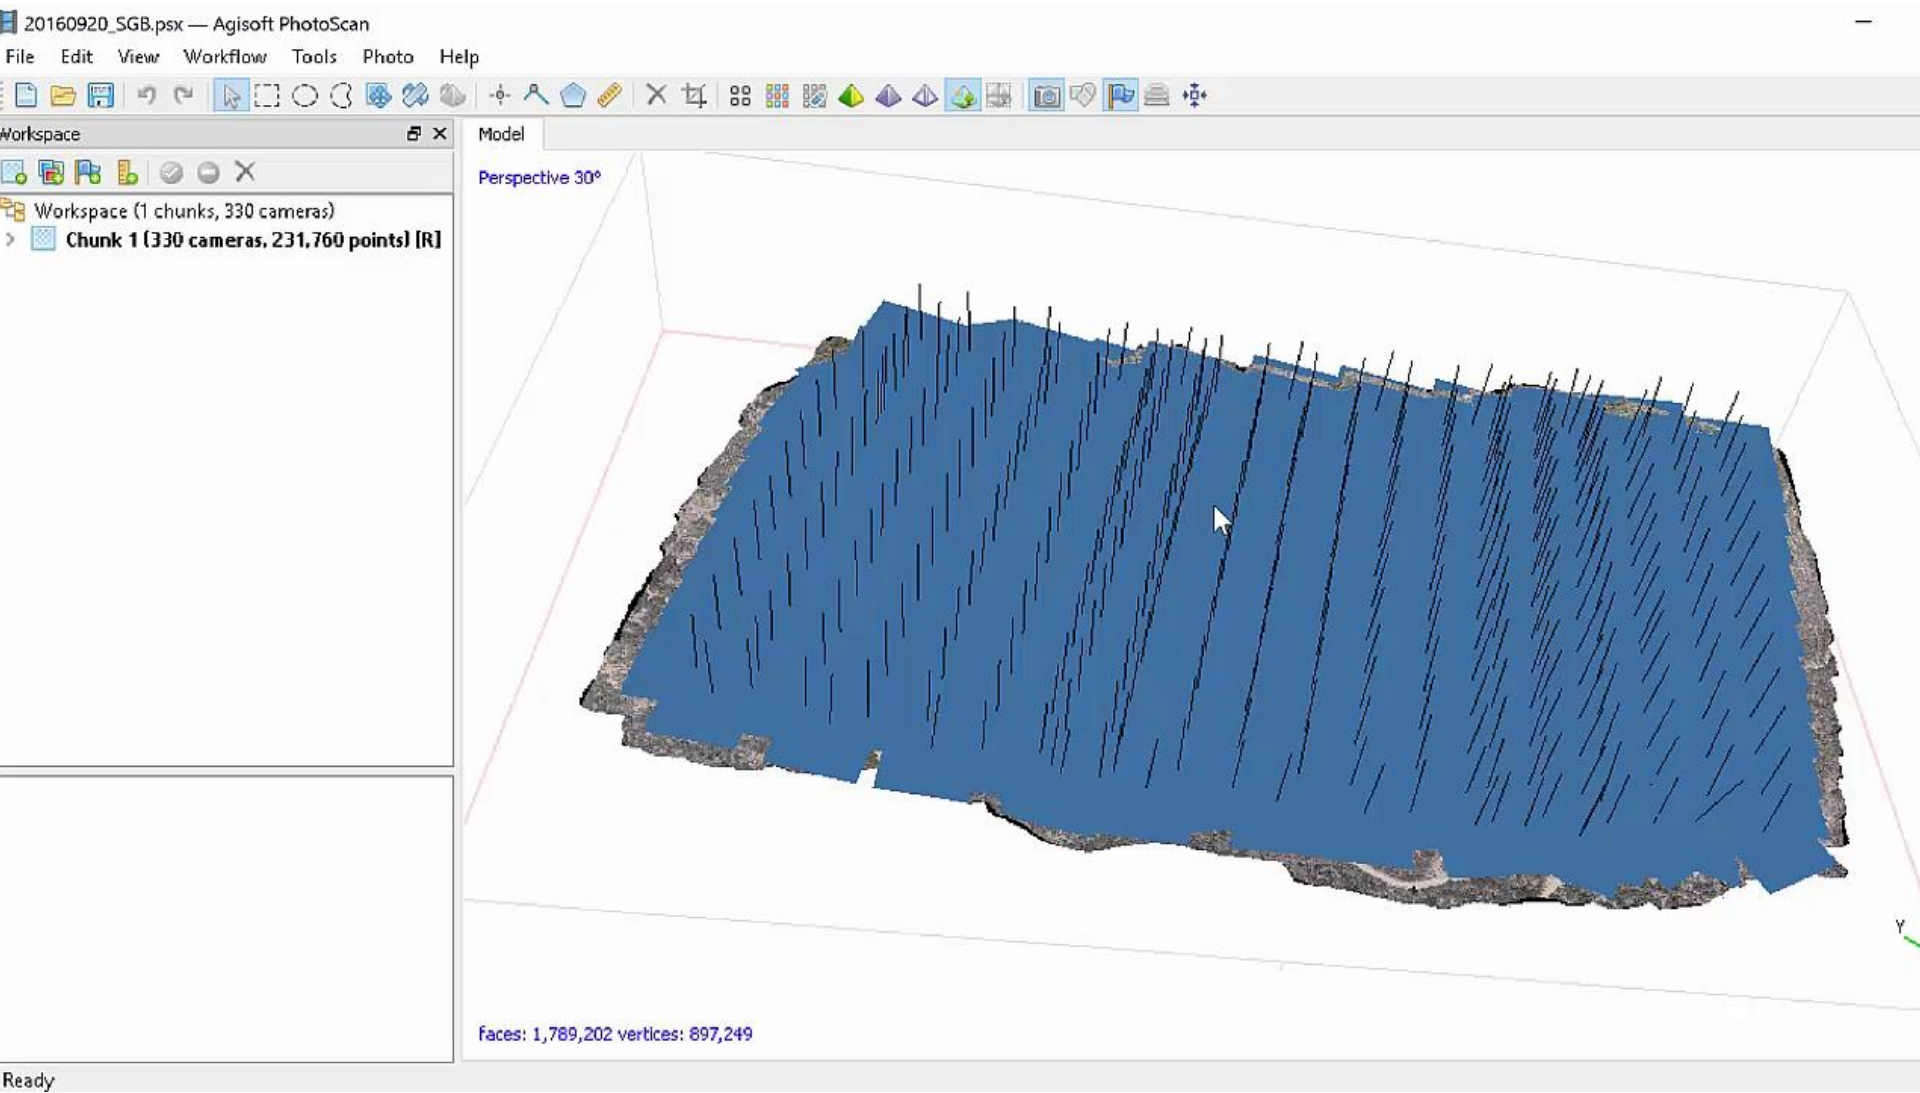 20160920_SGB.psx — Agisoft PhotoScan
File Edit View Workflow Tools Photo Help
Workspace
Model
Perspective 30°
Workspace (1 chunks, 330 cameras)
Chunk 1 (330 cameras, 231,760 points) [R]
Y
faces: 1,789,202 vertices: 897,249
Ready